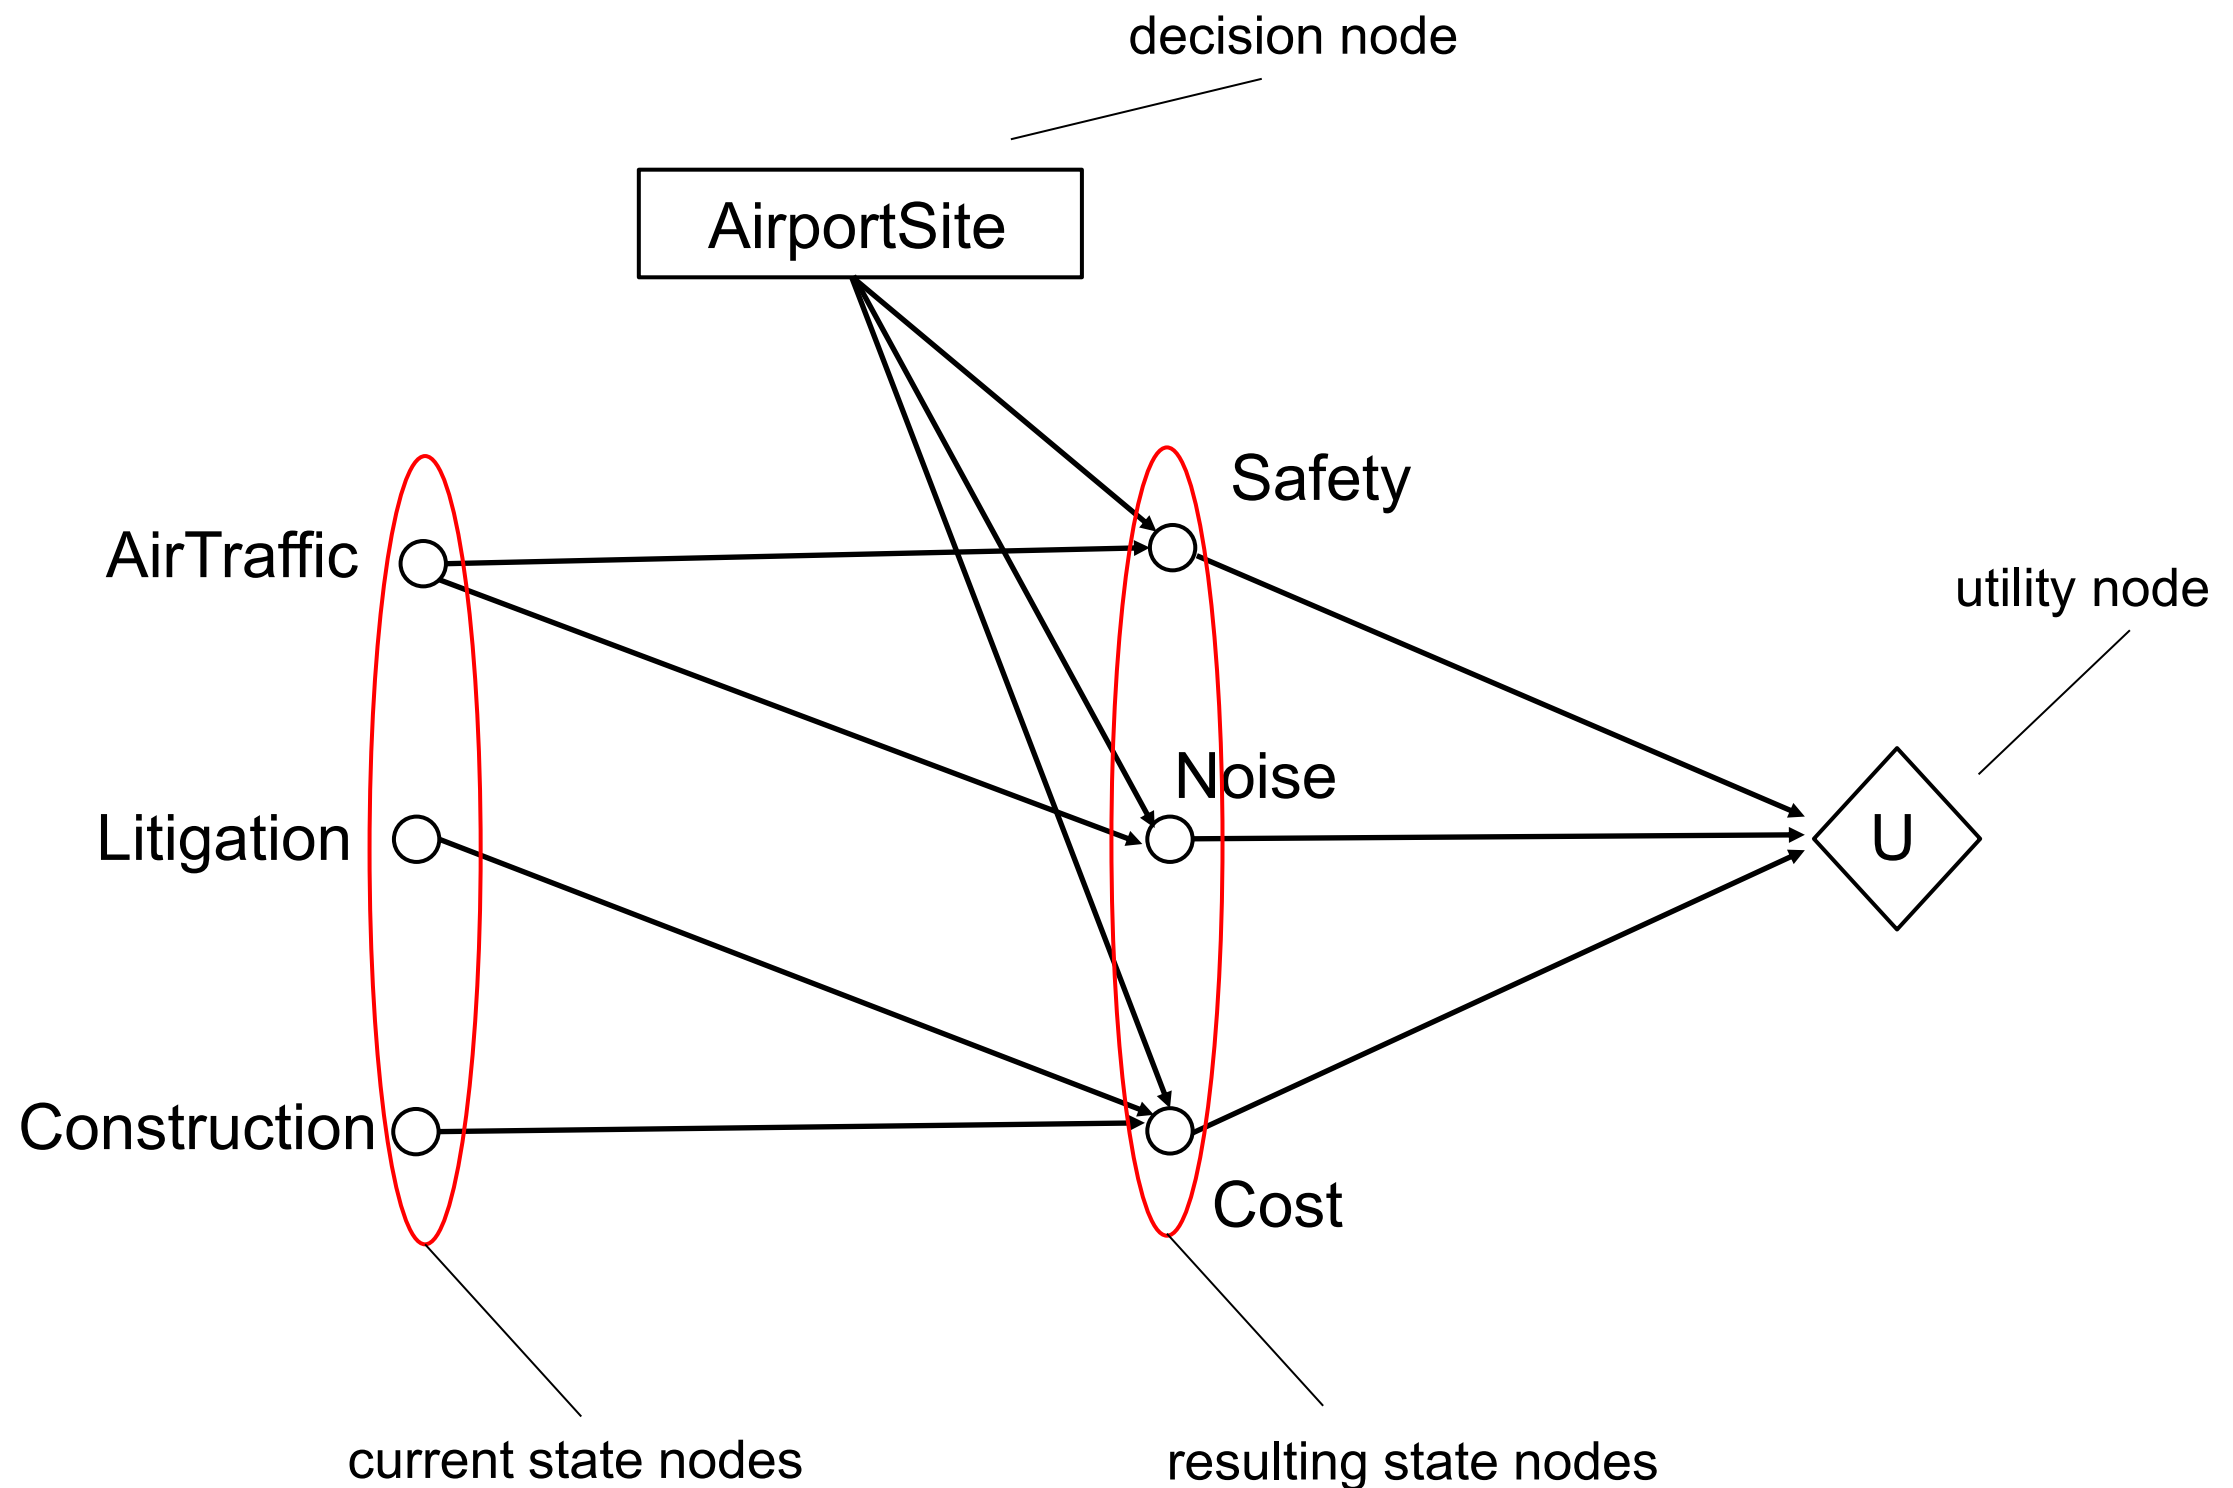 decision node
AirportSite
Safety
AirTraffic
utility node
Noise
Litigation
U
Construction
Cost
current state nodes
resulting state nodes